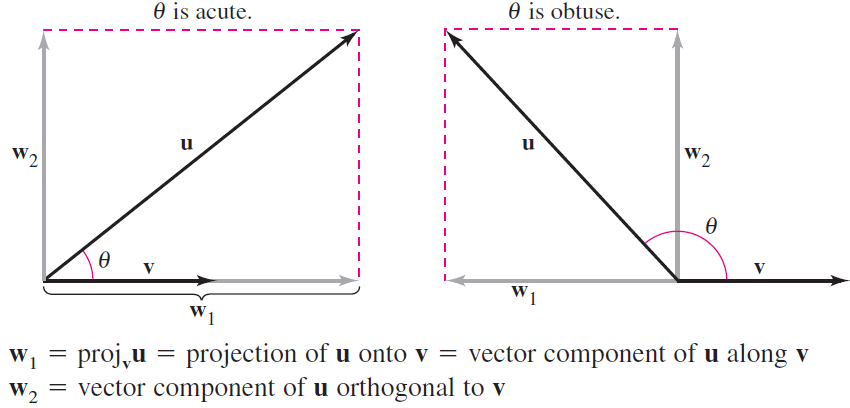 θ is acute.
θ is obtuse.
w₂
u
θ
v
w₁
u
w₂
θ
v
w₁
w₁ = projᵥu = projection of u onto v = vector component of u along v
w₂ = vector component of u orthogonal to v